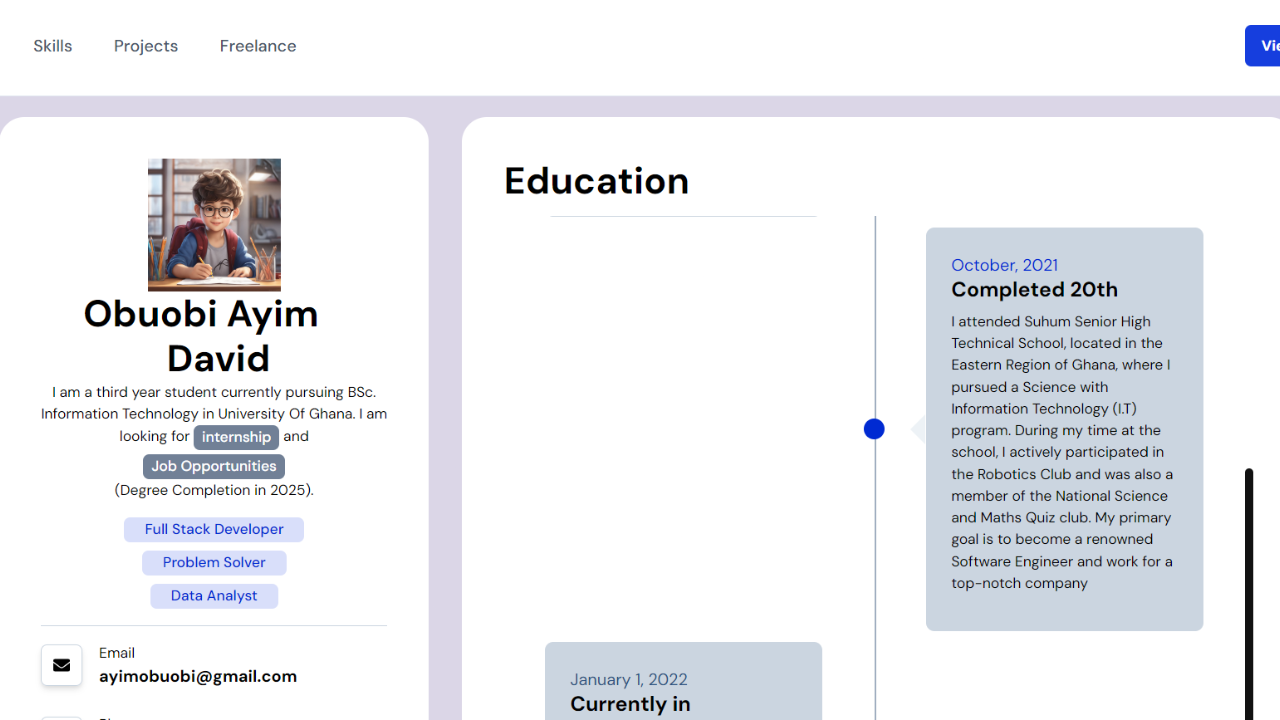 Skills
Projects
Freelance
Obuobi Ayim
David
I am a third year student currently pursuing BSc.
Information Technology in University Of Ghana. I am
looking for internship and
Job Opportunities
(Degree Completion in 2025).
Full Stack Developer
Problem Solver
Data Analyst
Email
ayimobuobi@gmail.com
Education
October, 2021
Completed 20th
I attended Suhum Senior High
Technical School, located in the
Eastern Region of Ghana, where I
pursued a Science with
Information Technology (I.T)
program. During my time at the
school, I actively participated in
the Robotics Club and was also a
member of the National Science
and Maths Quiz club. My primary
goal is to become a renowned
Software Engineer and work for a
top-notch company
January 1, 2022
Currently in